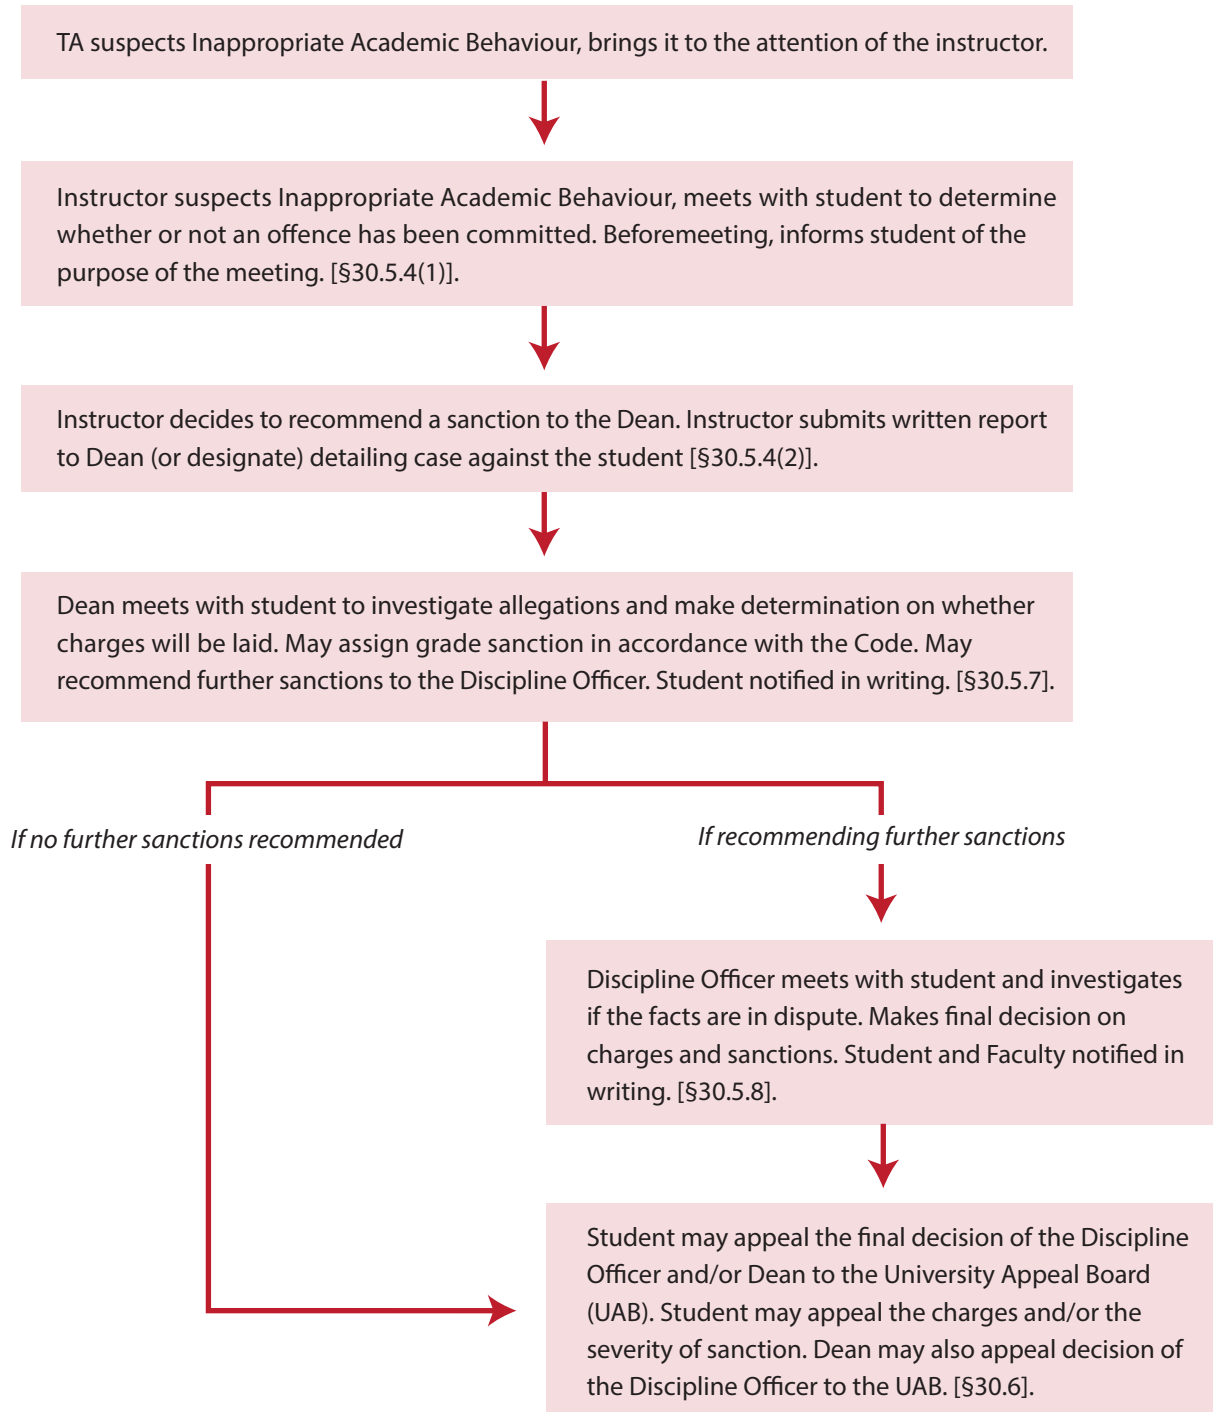 TA suspects Inappropriate Academic Behaviour, brings it to the attention of the instructor.
Instructor suspects Inappropriate Academic Behaviour, meets with student to determine
whether or not an offence has been committed. Beforemeeting, informs student of the
purpose of the meeting. [§30.5.4(1)].
Instructor decides to recommend a sanction to the Dean. Instructor submits written report
to Dean (or designate) detailing case against the student [§30.5.4(2)].
Dean meets with student to investigate allegations and make determination on whether
charges will be laid. May assign grade sanction in accordance with the Code. May
recommend further sanctions to the Discipline Officer. Student notified in writing. [§30.5.7].
If no further sanctions recommended
If recommending further sanctions
Discipline Officer meets with student and investigates
if the facts are in dispute. Makes final decision on
charges and sanctions. Student and Faculty notified in
writing. [§30.5.8].
Student may appeal the final decision of the Discipline
Officer and/or Dean to the University Appeal Board
(UAB). Student may appeal the charges and/or the
severity of sanction. Dean may also appeal decision of
the Discipline Officer to the UAB. [§30.6].